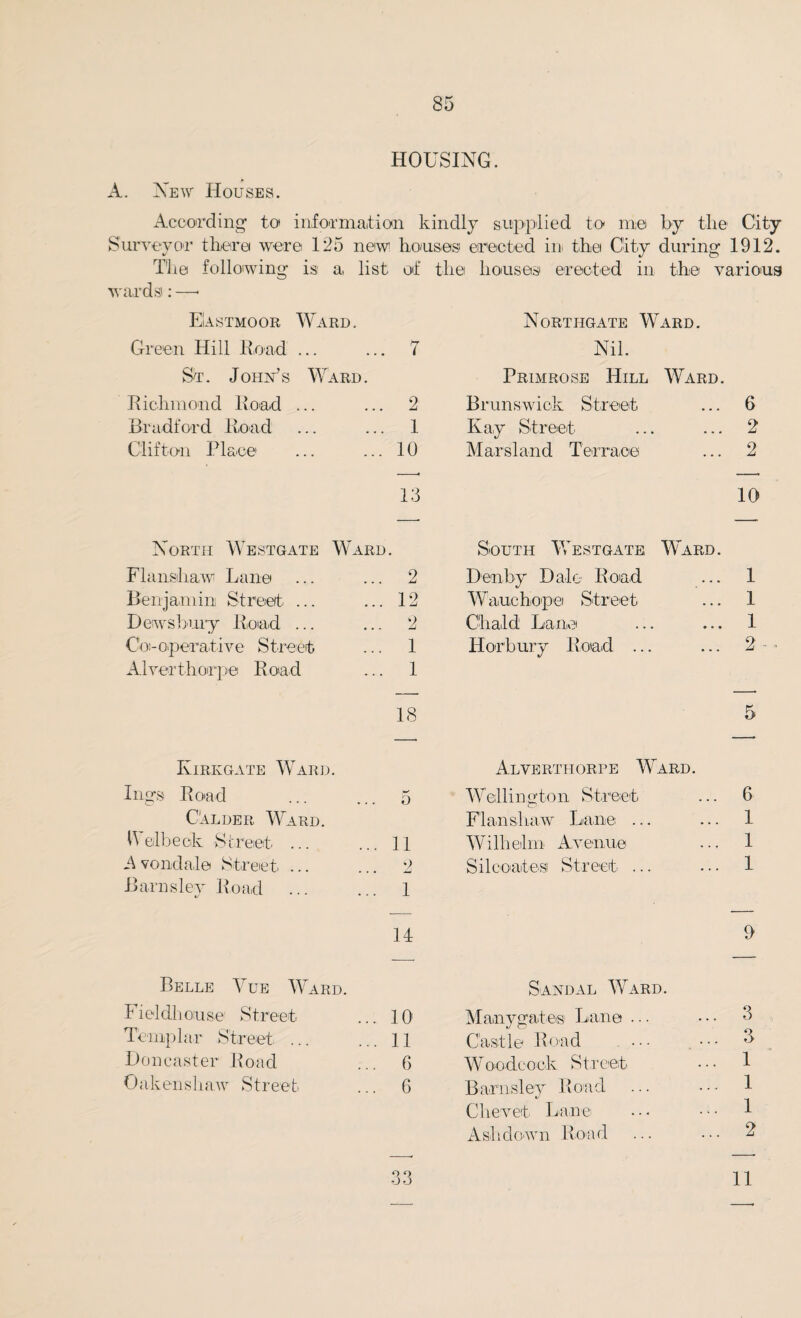 85
HOUSING.
A. New Houses.
According to information kindly supplied to me by the City
Surveyor there were 125 new houses erected in the City during 1912.
The following is a list of the houses erected in the various
wards:—
Eastmoor Ward.
Green Hill Road ... ... 7
St. John's Ward.
Richmond Road ... ... 2
Bradford Road ... ... 1
Clifton Place ... ... 10
13
North Westgate Ward.
Flanshaw Lane ... ... 2
Benjamin Street ... ... 12
Dewsbury Road ... ... 2
Co-operative Street ... 1
Alverthorpe Road ... 1
18
Kirkgate Ward.
Ings Road ... ... 5
Calder Ward.
Welbeck Street ... ... 11
Avondale Street ... ... 2
Barnsley Road ... ... 1
14
Belle Vue Ward.
Fieldhouse Street ... 10
Templar Street ... ... 11
Doncaster Road ... 6
Oakenshaw Street ... 6
33
Northgate Ward.
Nil.
Primrose Hill Ward.
Brunswick Street ... 6
Kay Street ... ... 2
Marsland Terrace ... 2
10
South Westgate Ward.
Denby Dale Road ... 1
Wauchope Street ... 1
Chald Lane ... ... 1
Horbury Road ... ... 2
5
Alverthorpe Ward.
Wellington Street ... 6
Flanshaw Lane ... ... 1
Wilhelm Avenue ... 1
Silcoates Street ... ... 1
9
Sandal Ward.
Manygates Lane ... ... 3
Castle Road ... ... 3
Woodcock Street ... 1
Barnsley Road ... ... 1
Chevet Lane ... ... 1
Ashdown Road ... ... 2
11